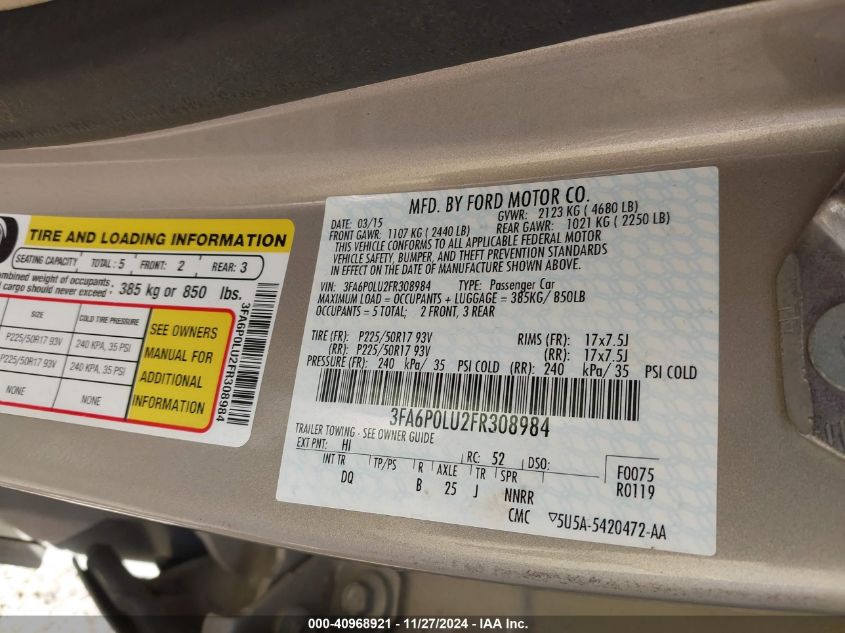 TIRE AND LOADING INFORMATION
SEATING CAPACITY TOTAL: 5 FRONT: 2 REAR: 3
combined weight of occupants
cargo should never exceed: 385 kg or 850 lbs.
SIZE COLD TIRE PRESSURE
P225/50R17 93V 240 KPA, 35 PSI
P225/50R17 93V 240 KPA, 35 PSI
NONE NONE
SEE OWNERS
MANUAL FOR
ADDITIONAL
INFORMATION
3FA6P0LU2FR308984
MFD. BY FORD MOTOR CO.
DATE: 03/15 GVWR: 2123 KG ( 4680 LB)
FRONT GAWR: 1107 KG ( 2440 LB) REAR GAWR: 1021 KG ( 2250 LB)
THIS VEHICLE CONFORMS TO ALL APPLICABLE FEDERAL MOTOR
VEHICLE SAFETY, BUMPER, AND THEFT PREVENTION STANDARDS
IN EFFECT ON THE DATE OF MANUFACTURE SHOWN ABOVE.
VIN: 3FA6P0LU2FR308984 TYPE: Passenger Car
MAXIMUM LOAD = OCCUPANTS + LUGGAGE = 385KG/ 850LB
OCCUPANTS = 5 TOTAL; 2 FRONT, 3 REAR
TIRE (FR): P225/50R17 93V RIMS (FR): 17x7.5J
(RR): P225/50R17 93V (RR): 17x7.5J
PRESSURE (FR): 240 kPa/ 35 PSI COLD (RR): 240 kPa/ 35 PSI COLD
3FA6P0LU2FR308984
TRAILER TOWING - SEE OWNER GUIDE
EXT PNT: HI RC: 52 DSO: F0075
INT TR TP/PS R AXLE TR SPR R0119
DQ B 25 J NNRR
CMC ▽5U5A-5420472-AA
000-40968921 - 11/27/2024 - IAA Inc.